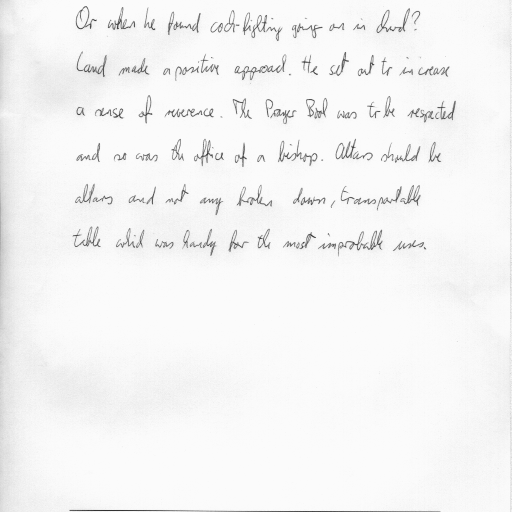 Or when he found cock-fighting going on in church?
Laud made a positive approach. He set out to increase
a sense of reverence. The Prayer Book was to be respected
and so was the office of a bishop. Altars should be
altars and not any broken down, transportable
table which was handy for the most improbable uses.